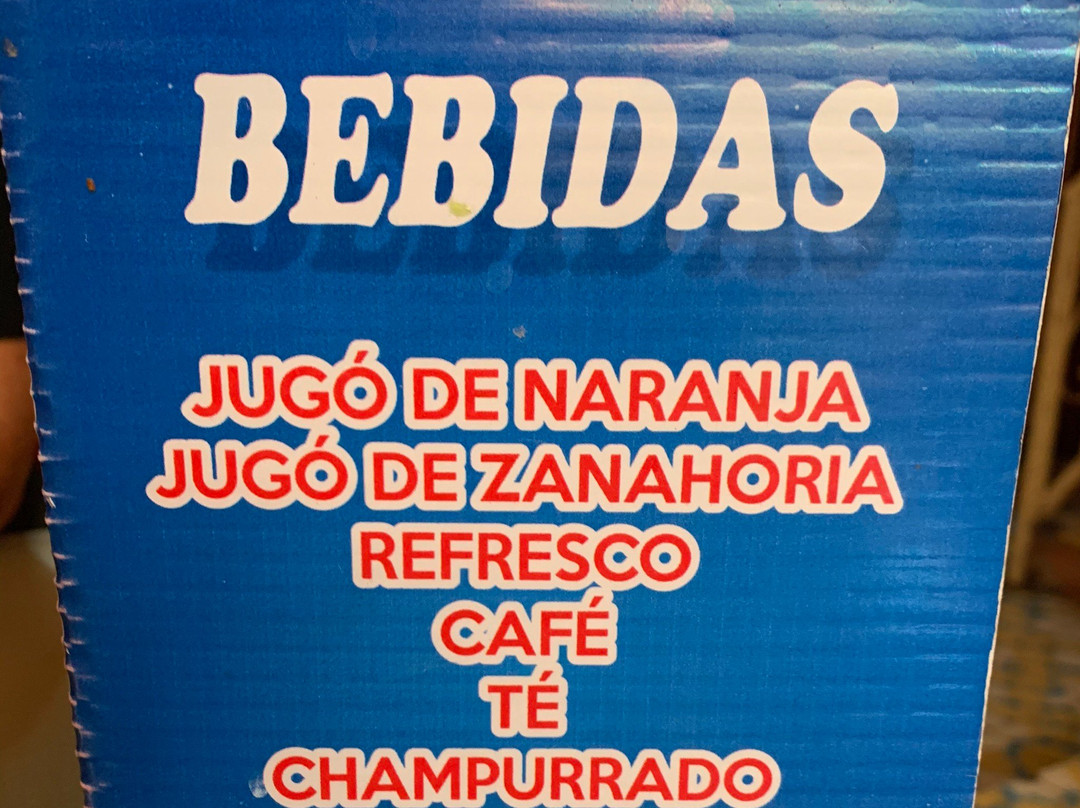 BEBIDAS
JUGÓ DE NARANJA
JUGÓ DE ZANAHORIA
REFRESCO
CAFÉ
TÉ
CHAMPURRADO